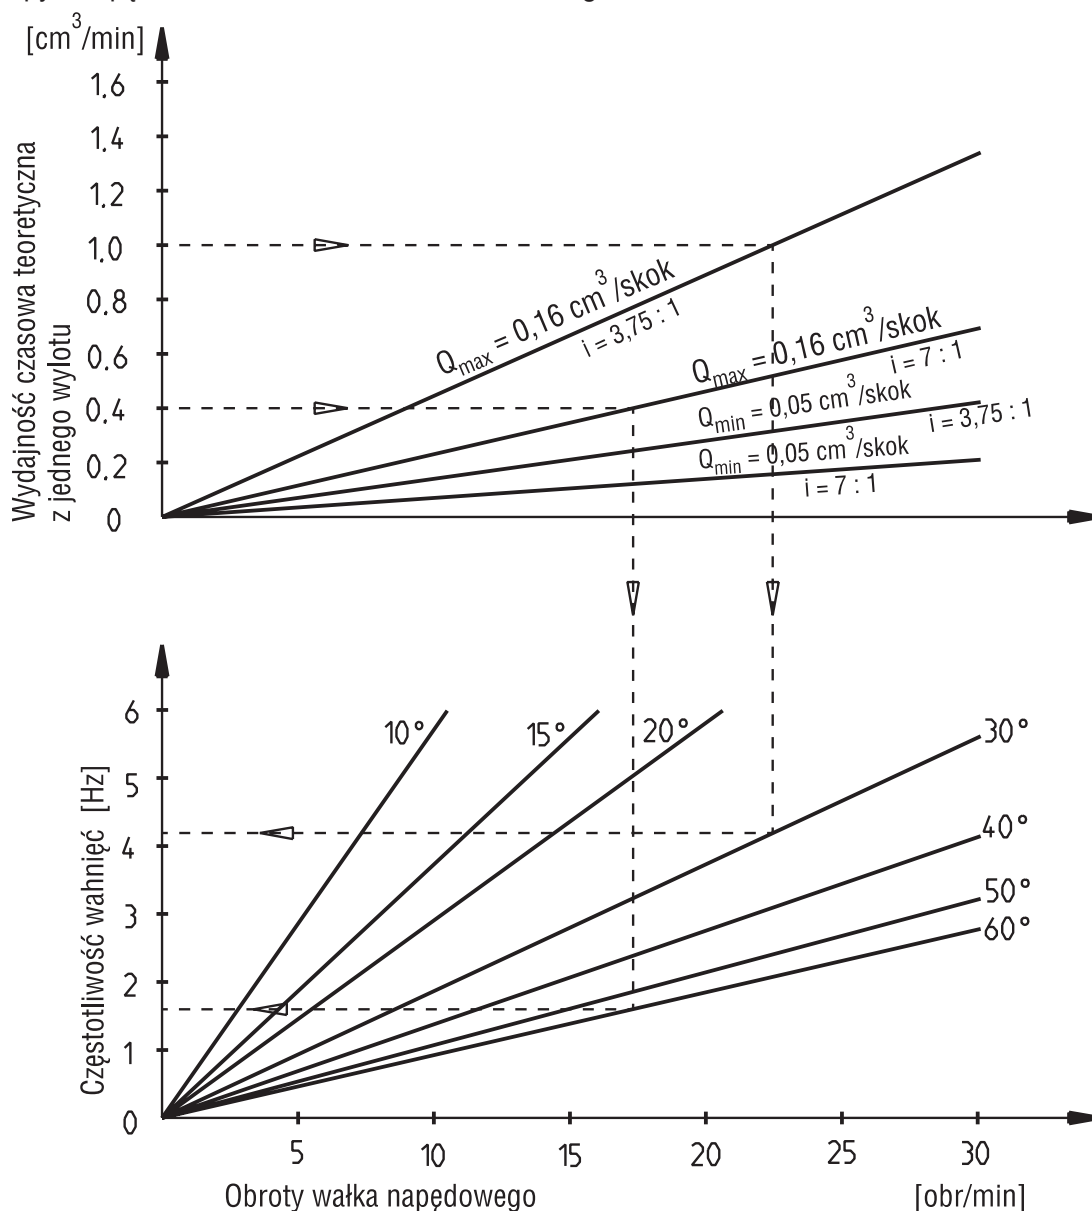 [cm³/min]
1.6
1.4
1.2
1.0
0.8
0.6
0.4
0.2
0
Wydajność czasowa teoretyczna
z jednego wylotu
Qmax = 0,16 cm³/skok
i = 3,75 : 1
Qmax = 0,16 cm³/skok
i = 7 : 1
Qmin = 0,05 cm³/skok
i = 3,75 : 1
Qmin = 0,05 cm³/skok
i = 7 : 1
6
5
4
3
2
1
0
Częstotliwość wahnięć [Hz]
10°
15°
20°
30°
40°
50°
60°
5 10 15 20 25 30
Obroty wałka napędowego [obr/min]